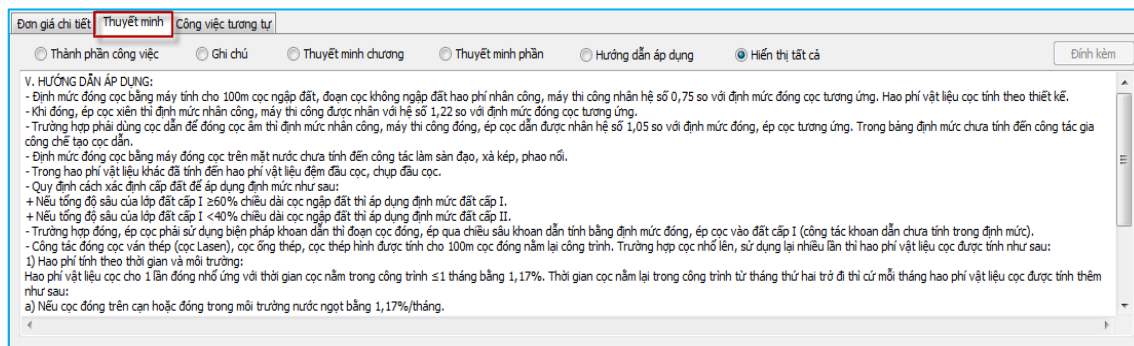 Đơn giá chi tiết Thuyết minh Công việc tương tự
Thành phần công việc Ghi chú Thuyết minh chương Thuyết minh phần Hướng dẫn áp dụng Hiển thị tất cả Đính kèm
V. HƯỚNG DẪN ÁP DỤNG:
- Định mức đóng cọc bằng máy tính cho 100m cọc ngập đất, đoạn cọc không ngập đất hao phí nhân công, máy thi công nhân hệ số 0,75 so với định mức đóng cọc tương ứng. Hao phí vật liệu cọc tính theo thiết kế.
- Khi đóng, ép cọc xiên thì định mức nhân công, máy thi công được nhân với hệ số 1,22 so với định mức đóng cọc tương ứng.
- Trường hợp phải dùng cọc dẫn để đóng cọc âm thì định mức nhân công, máy thi công đóng, ép cọc dẫn được nhân hệ số 1,05 so với định mức đóng, ép cọc tương ứng. Trong bảng định mức chưa tính đến công tác gia
công chế tạo cọc dẫn.
- Định mức đóng cọc bằng máy đóng cọc trên mặt nước chưa tính đến công tác làm sàn đạo, xà kép, phao nổi.
- Trong hao phí vật liệu khác đã tính đến hao phí vật liệu đệm đầu cọc, chụp đầu cọc.
- Quy định cách xác định cấp đất để áp dụng định mức như sau:
+ Nếu tổng độ sâu của lớp đất cấp I ≥60% chiều dài cọc ngập đất thì áp dụng định mức đất cấp I.
+ Nếu tổng độ sâu của lớp đất cấp I <40% chiều dài cọc ngập đất thì áp dụng định mức đất cấp II.
- Trường hợp đóng, ép cọc phải sử dụng biện pháp khoan dẫn thì đoạn cọc đóng, ép qua chiều sâu khoan dẫn tính bằng định mức đóng, ép cọc vào đất cấp I (công tác khoan dẫn chưa tính trong định mức).
- Công tác đóng cọc ván thép (cọc Lasen), cọc ống thép, cọc thép hình được tính cho 100m cọc đóng nằm lại công trình. Trường hợp cọc nhổ lên, sử dụng lại nhiều lần thì hao phí vật liệu cọc được tính như sau:
1) Hao phí tính theo thời gian và môi trường:
Hao phí vật liệu cọc cho 1 lần đóng nhổ ứng với thời gian cọc nằm trong công trình ≤1 tháng bằng 1,17%. Thời gian cọc nằm lại trong công trình từ tháng thứ hai trở đi thì cứ mỗi tháng hao phí vật liệu cọc được tính thêm
như sau:
a) Nếu cọc đóng trên cạn hoặc đóng trong môi trường nước ngọt bằng 1,17%/tháng.